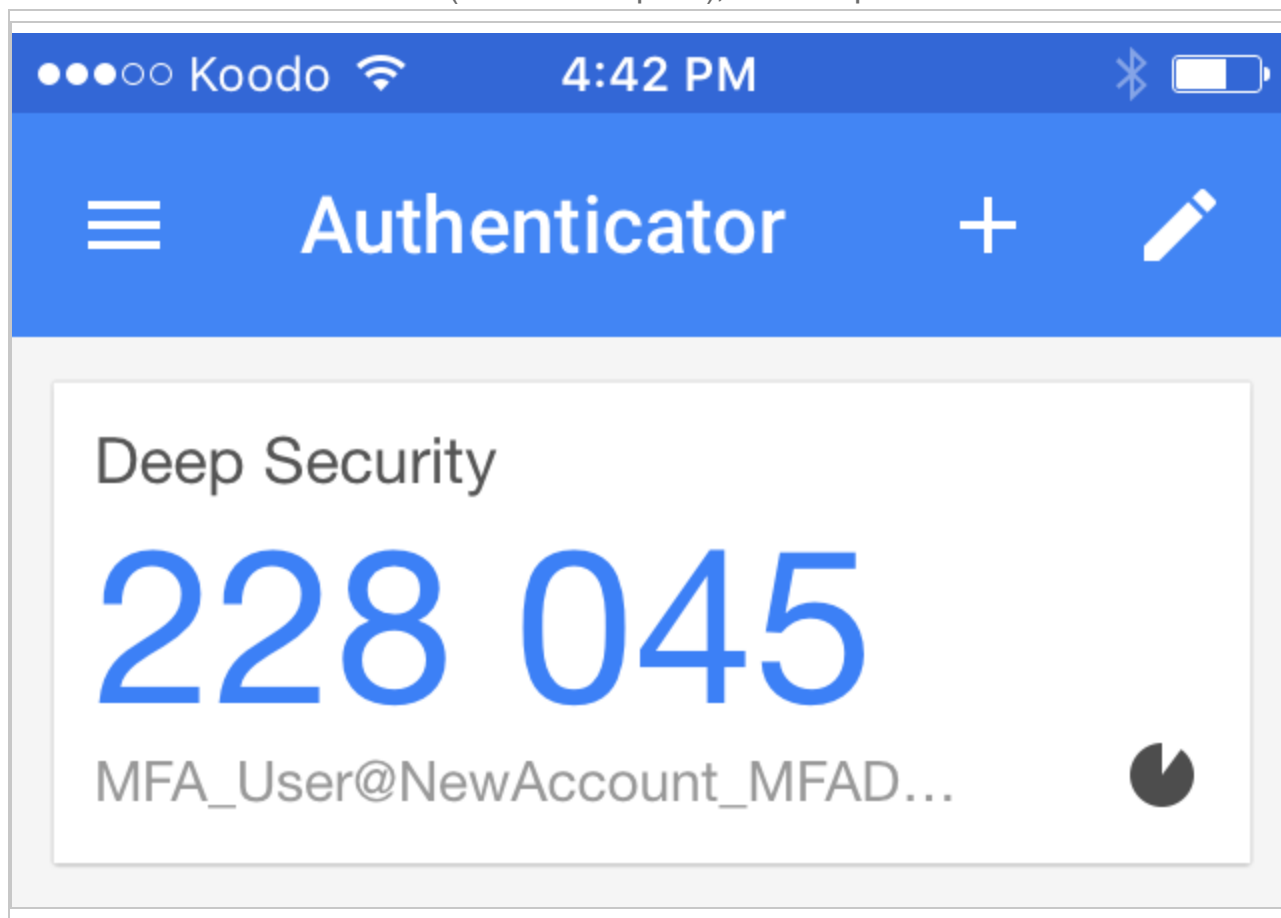 Koodo 4:42 PM
Authenticator
Deep Security
228 045
MFA_User@NewAccount_MFAD...